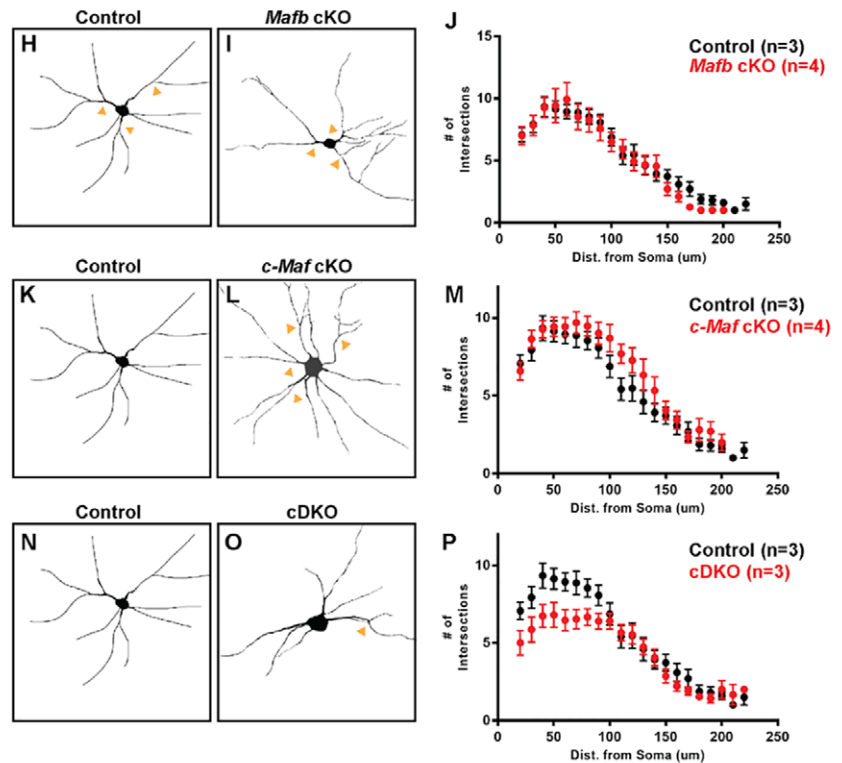 Control
Mafb cKO
H
I
J
15
10
5
0
# of
Intersections
Control (n=3)
Mafb cKO (n=4)
0 50 100 150 200 250
Dist. from Soma (um)
Control
c-Maf cKO
K
L
M
10
5
0
# of
Intersections
Control (n=3)
c-Maf cKO (n=4)
0 50 100 150 200 250
Dist. from Soma (um)
Control
cDKO
N
O
P
10
5
0
# of
Intersections
Control (n=3)
cDKO (n=3)
0 50 100 150 200 250
Dist. from Soma (um)